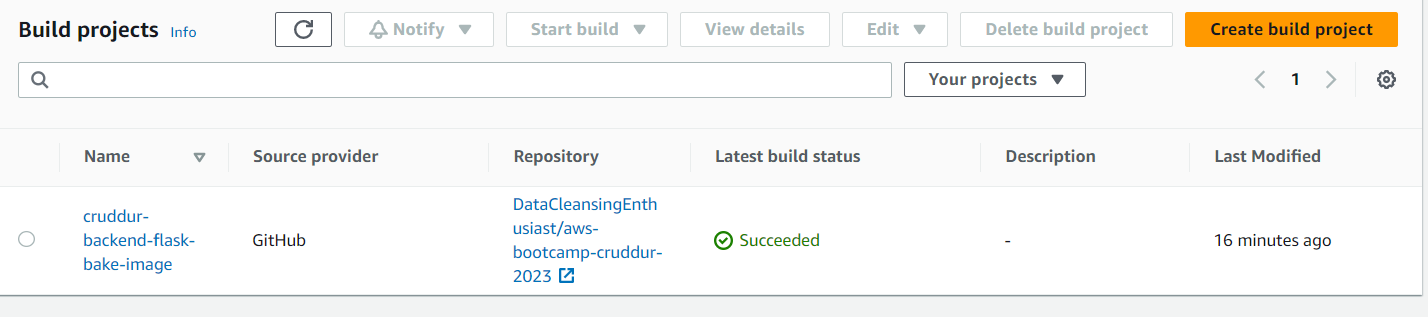 Build projects Info Notify Start build View details Edit Delete build project Create build project
Your projects 1
Name Source provider Repository Latest build status Description Last Modified
cruddur-
backend-flask-
bake-image
GitHub
DataCleansingEnth
usiast/aws-
bootcamp-cruddur-
2023
Succeeded
-
16 minutes ago